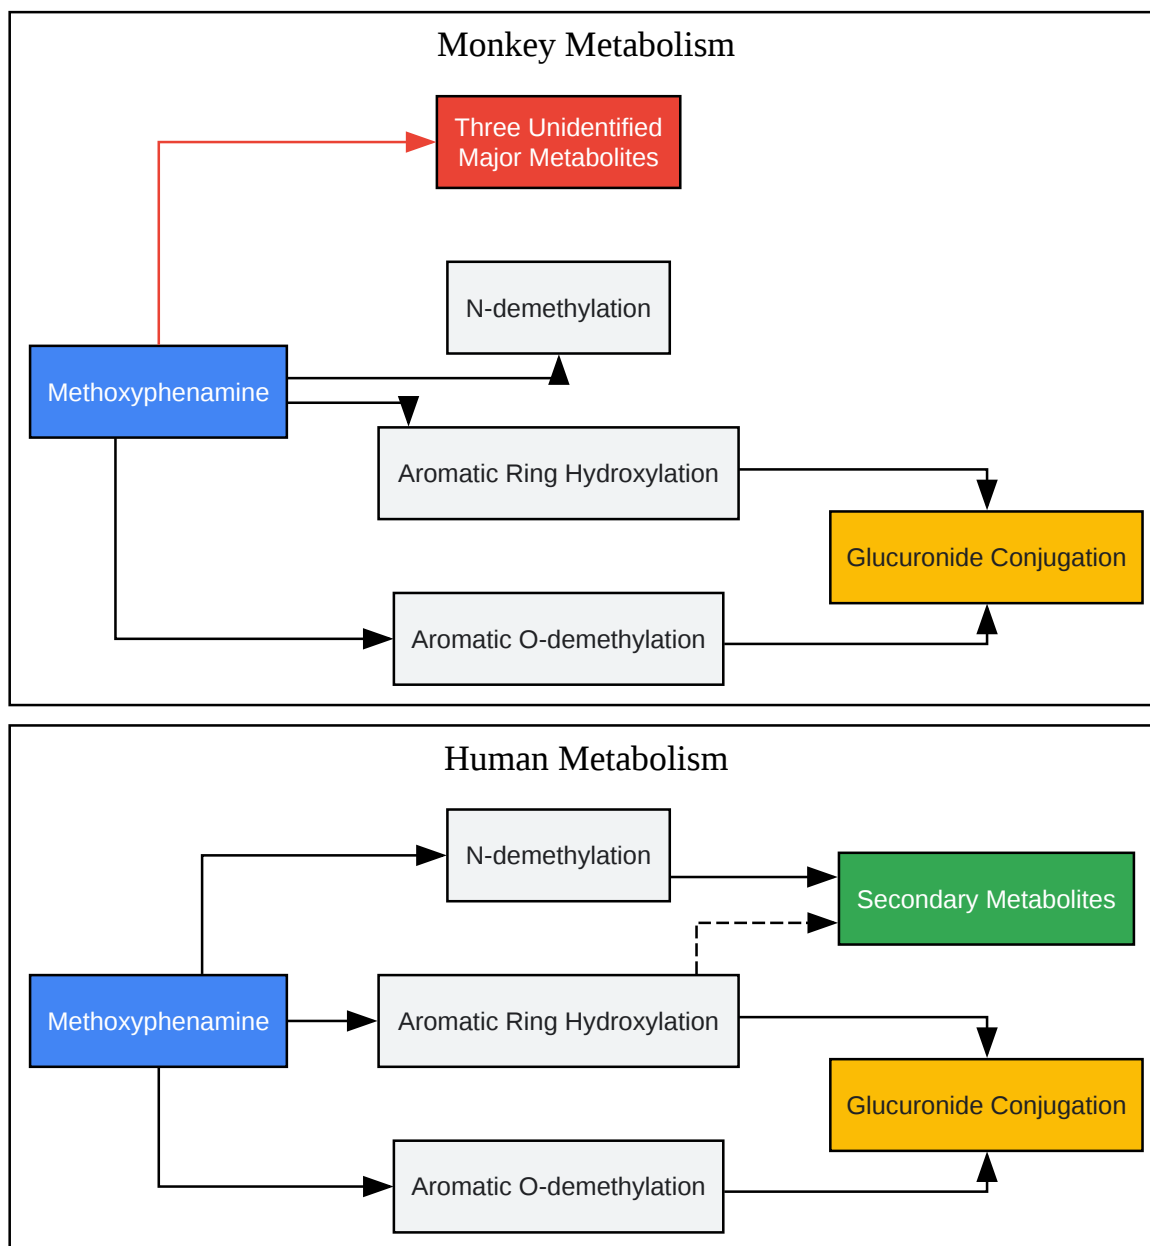 Monkey Metabolism
Three Unidentified
Major Metabolites
N-demethylation
Methoxyphenamine
Aromatic Ring Hydroxylation
Glucuronide Conjugation
Aromatic O-demethylation
Human Metabolism
N-demethylation
Secondary Metabolites
Methoxyphenamine
Aromatic Ring Hydroxylation
Glucuronide Conjugation
Aromatic O-demethylation